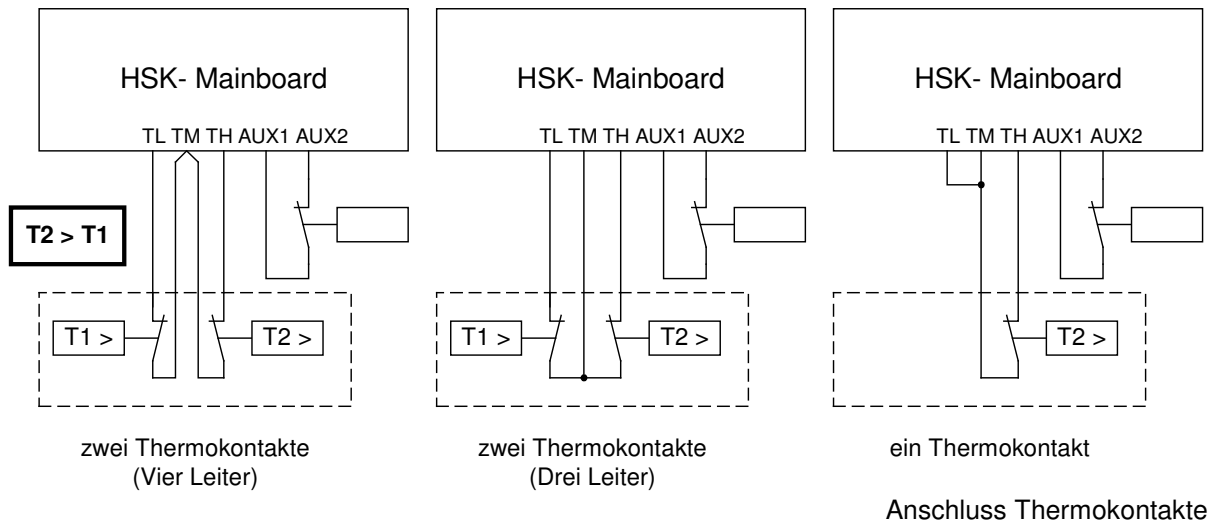 HSK- Mainboard
TL TM TH AUX1 AUX2
T2 > T1
T1 >
T2 >
zwei Thermokontakte
(Vier Leiter)
HSK- Mainboard
TL TM TH AUX1 AUX2
T1 >
T2 >
zwei Thermokontakte
(Drei Leiter)
HSK- Mainboard
TL TM TH AUX1 AUX2
T2 >
ein Thermokontakt
Anschluss Thermokontakte